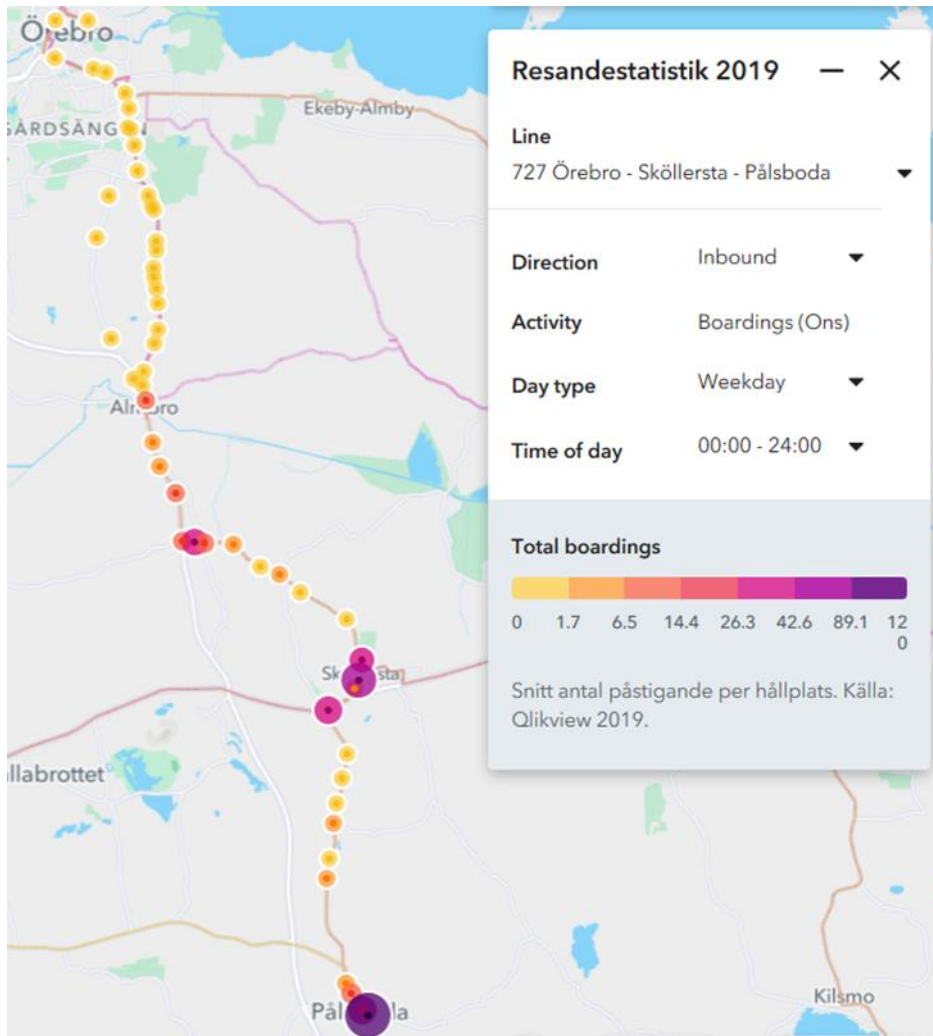 Örebro
Ekeby-Almby
Almbro
llabrottet
Kilsmo
Resandestatistik 2019
Line
727 Örebro - Sköllersta - Pålsboda
Direction Inbound
Activity Boardings (Ons)
Day type Weekday
Time of day 00:00 - 24:00
Total boardings
0 1.7 6.5 14.4 26.3 42.6 89.1 12
0
Snitt antal påstigande per hållplats. Källa:
Qlikview 2019.